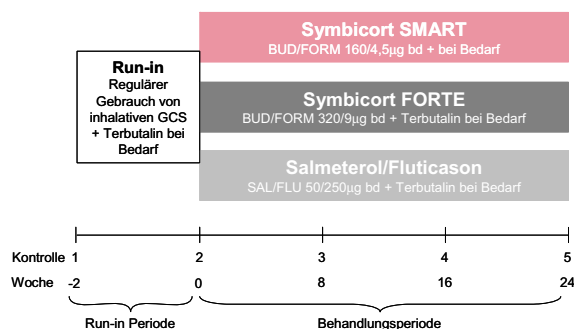 Symbicort SMART
BUD/FORM 160/4,5µg bd + bei Bedarf
Run-in
Regulärer
Gebrauch von
inhalativen GCS
+ Terbutalin bei
Bedarf
Symbicort FORTE
BUD/FORM 320/9µg bd + Terbutalin bei Bedarf
Salmeterol/Fluticason
SAL/FLU 50/250µg bd + Terbutalin bei Bedarf
Kontrolle 1 2 3 4 5
Woche -2 0 8 16 24
Run-in Periode Behandlungsperiode